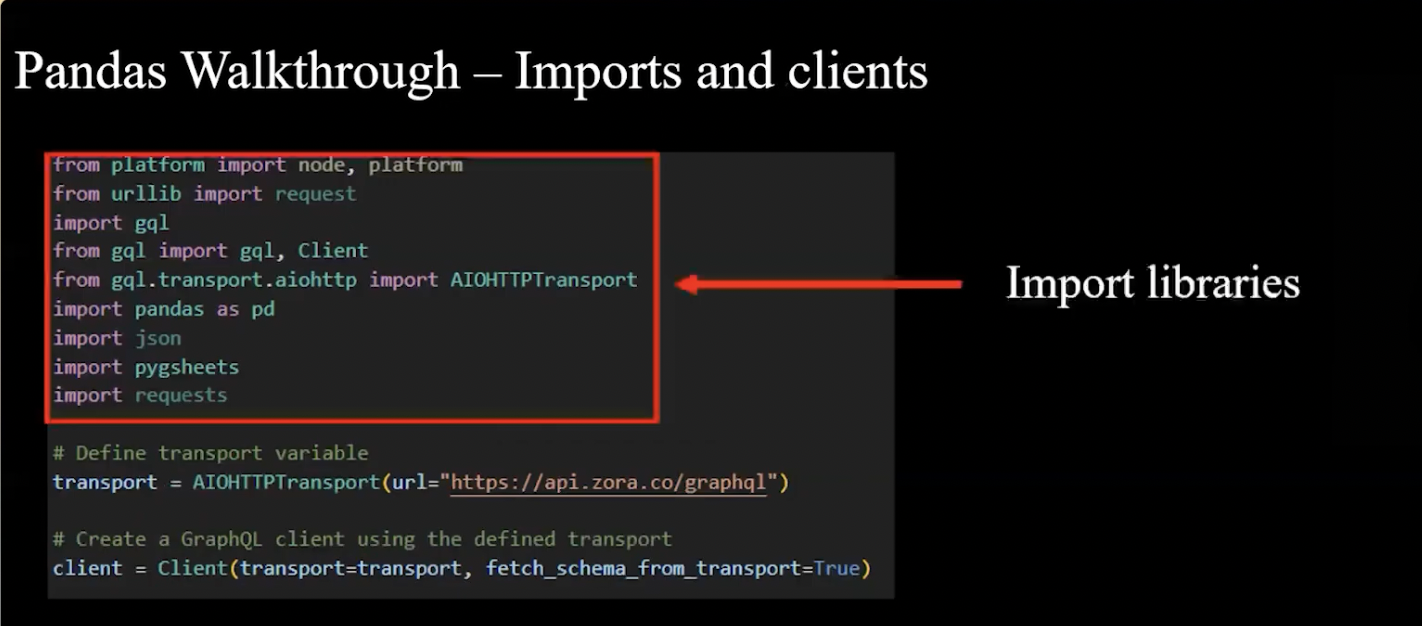 Pandas Walkthrough – Imports and clients
from platform import node, platform
from urllib import request
import gql
from gql import gql, Client
from gql.transport.aiohttp import AIOHTTPTransport
import pandas as pd
import json
import pygsheets
import requests
Import libraries
# Define transport variable
transport = AIOHTTPTransport(url="https://api.zora.co/graphql")
# Create a GraphQL client using the defined transport
client = Client(transport=transport, fetch_schema_from_transport=True)